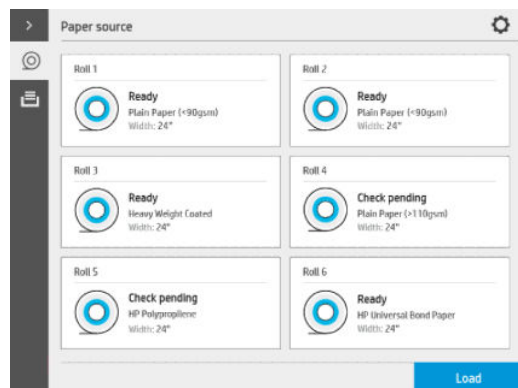 Paper source
Roll 1
Ready
Plain Paper (<90gsm)
Width: 24"
Roll 2
Ready
Plain Paper (<90gsm)
Width: 24"
Roll 3
Ready
Heavy Weight Coated
Width: 24"
Roll 4
Check pending
Plain Paper (>110gsm)
Width: 24"
Roll 5
Check pending
HP Polypropilene
Width: 24"
Roll 6
Ready
HP Universal Bond Paper
Width: 24"
Load